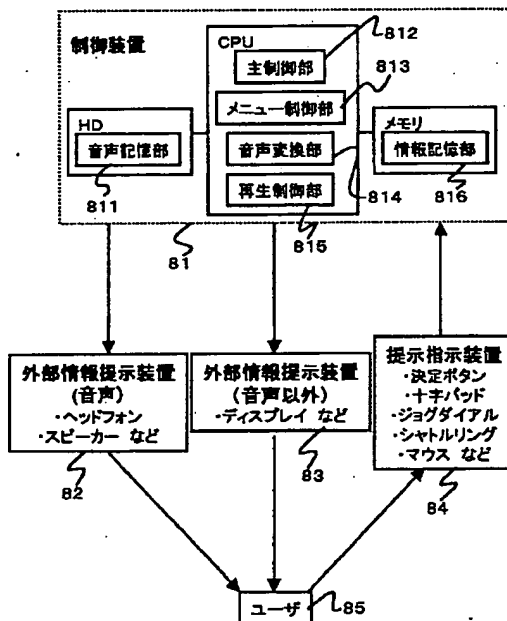 制御装置
CPU
812
主制御部
813
メニュー制御部
HD
音声記憶部
811
音声変換部
814
再生制御部
815
メモリ
情報記憶部
816
81
外部情報提示装置
(音声)
・ヘッドフォン
・スピーカー など
82
外部情報提示装置
(音声以外)
・ディスプレイ など
83
提示指示装置
・決定ボタン
・十字パッド
・ジョグダイアル
・シャトルリング
・マウス など
84
ユーザ
85